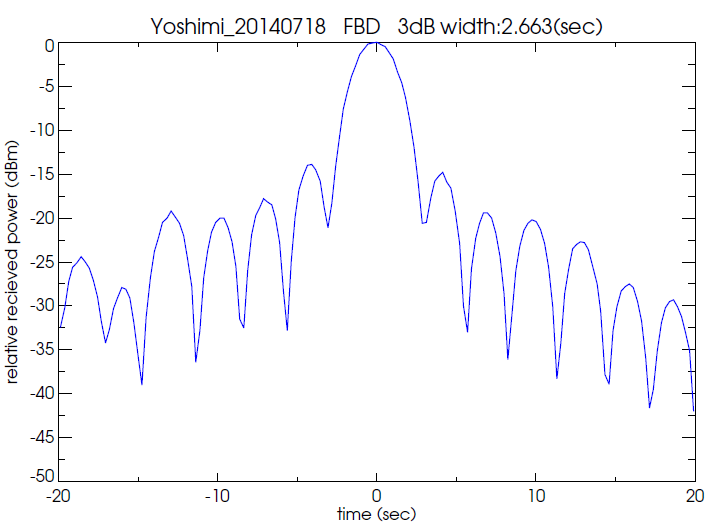 Yoshimi_20140718 FBD 3dB width:2.663(sec)
0
-5
-10
-15
-20
-25
-30
-35
-40
-45
-50
relative recieved power (dBm)
-20 -10 0 10 20
time (sec)